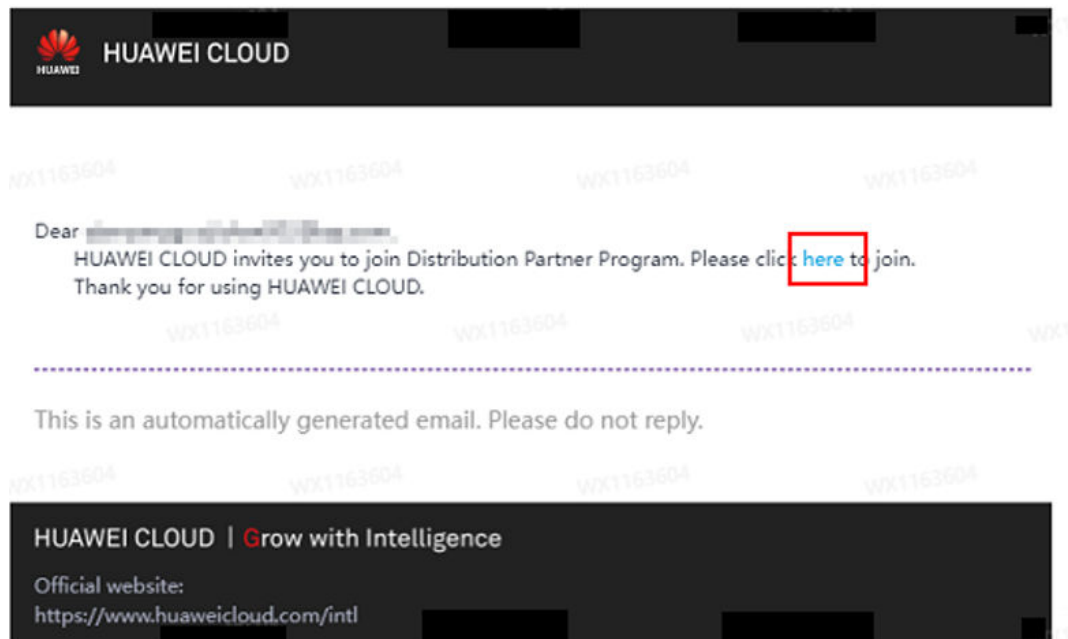 HUAWEI
HUAWEI CLOUD
WX1163604 WX1163604 WX1163604 WX1163604
Dear
HUAWEI CLOUD invites you to join Distribution Partner Program. Please click here to join.
Thank you for using HUAWEI CLOUD.
WX1163604 WX1163604 WX1163604
This is an automatically generated email. Please do not reply.
WX1163604 WX1163604 WX1163604 WX1163604
HUAWEI CLOUD | Grow with Intelligence
Official website:
https://www.huaweicloud.com/intl